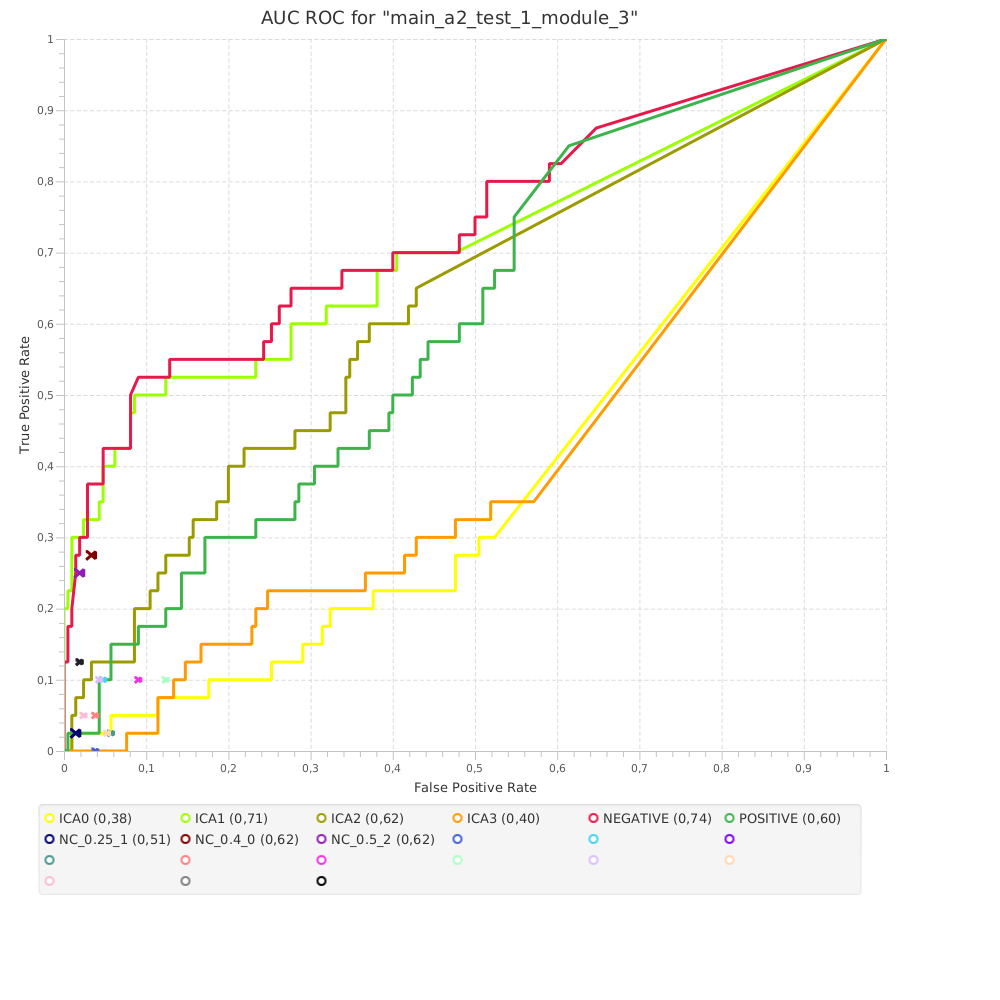 AUC ROC for "main_a2_test_1_module_3"
1
0,9
0,8
0,7
0,6
0,5
0,4
0,3
0,2
0,1
0
True Positive Rate
0 0,1 0,2 0,3 0,4 0,5 0,6 0,7 0,8 0,9 1
False Positive Rate
ICA0 (0,38) ICA1 (0,71) ICA2 (0,62) ICA3 (0,40) NEGATIVE (0,74) POSITIVE (0,60)
NC_0.25_1 (0,51) NC_0.4_0 (0,62) NC_0.5_2 (0,62)